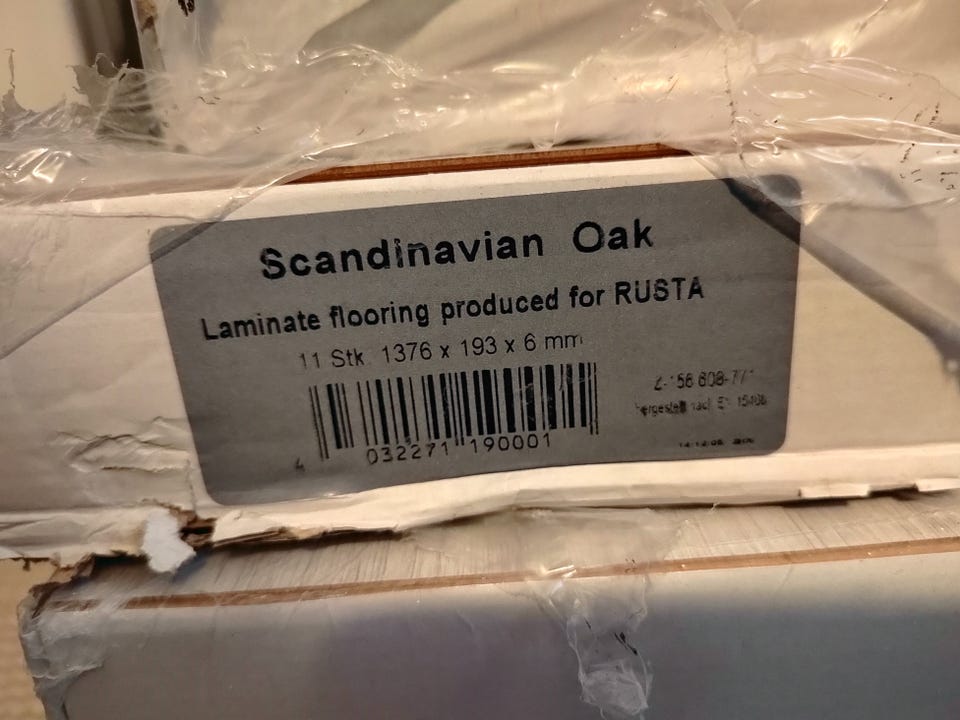 Scandinavian Oak
Laminate flooring produced for RUSTA
11 Stk 1376 x 193 x 6 mm
4 032271 190001